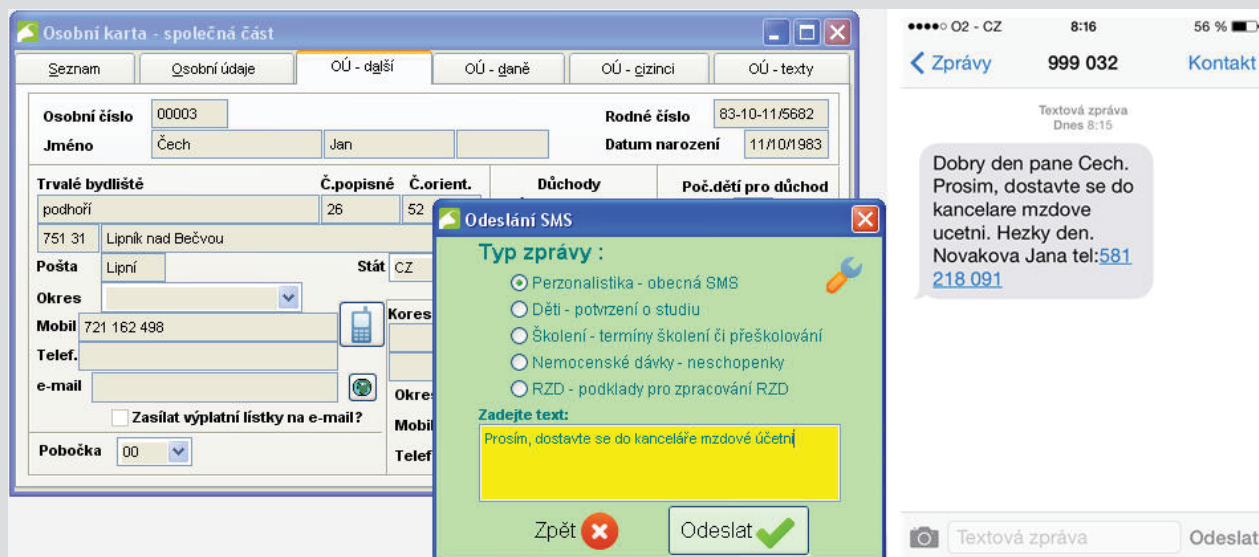 Osobní karta - společná část
Seznam
Osobní údaje
OÚ - další
OÚ - daně
OÚ - cizinci
OÚ - texty
Osobní číslo 00003
Rodné číslo 83-10-11/5682
Jméno Čech Jan
Datum narození 11/10/1983
Trvalé bydliště Č.popisné Č.orient. Důchody Poč.dětí pro důchod
podhoří 26 52
751 31 Lipník nad Bečvou
Pošta Lipní Stát CZ
Okres
Mobil 721 162 498
Kores
Telef.
e-mail
Okre
Zasílat výplatní lístky na e-mail?
Mobil
Pobočka 00
Telef
Odeslání SMS
Typ zprávy :
Perzonalistika - obecná SMS
Děti - potvrzení o studiu
Školení - termíny školení či přeškolování
Nemocenské dávky - neschopenky
RZD - podklady pro zpracování RZD
Zadejte text:
Prosím, dostavte se do kanceláře mzdové účetní
Zpět
Odeslat
O2 - CZ 8:16 56 %
Zprávy 999 032 Kontakt
Textová zpráva
Dnes 8:15
Dobry den pane Cech.
Prosim, dostavte se do
kancelare mzdove
ucetni. Hezky den.
Novakova Jana tel:581
218 091
Textová zpráva
Odeslat